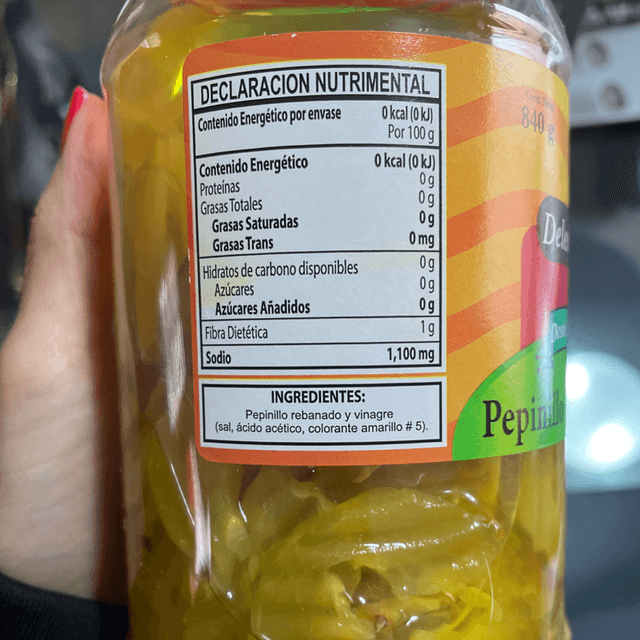 DECLARACION NUTRIMENTAL
Contenido Energético por envase 0 kcal (0 kJ)
Por 100 g
Contenido Energético 0 kcal (0 kJ)
Proteínas 0 g
Grasas Totales 0 g
Grasas Saturadas 0 g
Grasas Trans 0 mg
Hidratos de carbono disponibles 0 g
Azúcares 0 g
Azúcares Añadidos 0 g
Fibra Dietética 1 g
Sodio 1,100 mg
INGREDIENTES:
Pepinillo rebanado y vinagre
(sal, ácido acético, colorante amarillo # 5).
840 g
Pepinillo